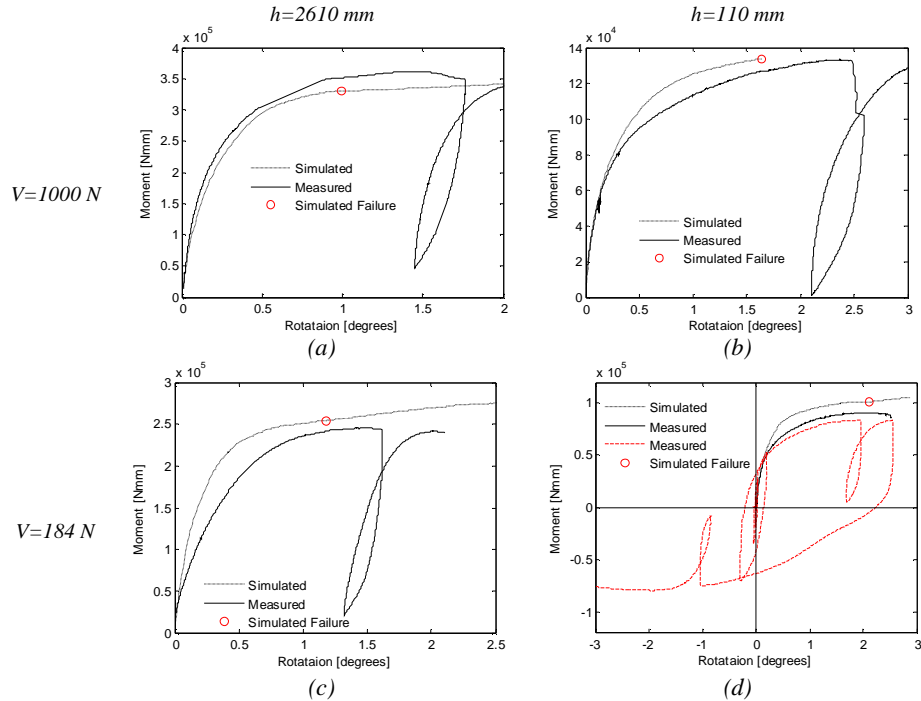 h=2610 mm
h=110 mm
V=1000 N
x 10^5
4
3.5
3
2.5
2
1.5
1
0.5
0
Moment [Nmm]
Simulated
Measured
Simulated Failure
0 0.5 1 1.5 2
Rotataion [degrees]
(a)
x 10^4
14
12
10
8
6
4
2
0
Moment [Nmm]
Simulated
Measured
Simulated Failure
0 0.5 1 1.5 2 2.5 3
Rotataion [degrees]
(b)
V=184 N
x 10^5
3
2.5
2
1.5
1
0.5
0
Moment [Nmm]
Simulated
Measured
Simulated Failure
0 0.5 1 1.5 2 2.5
Rotataion [degrees]
(c)
x 10^5
1
0.5
0
-0.5
-1
Moment [Nmm]
Simulated
Measured
Measured
Simulated Failure
-3 -2 -1 0 1 2 3
Rotataion [degrees]
(d)